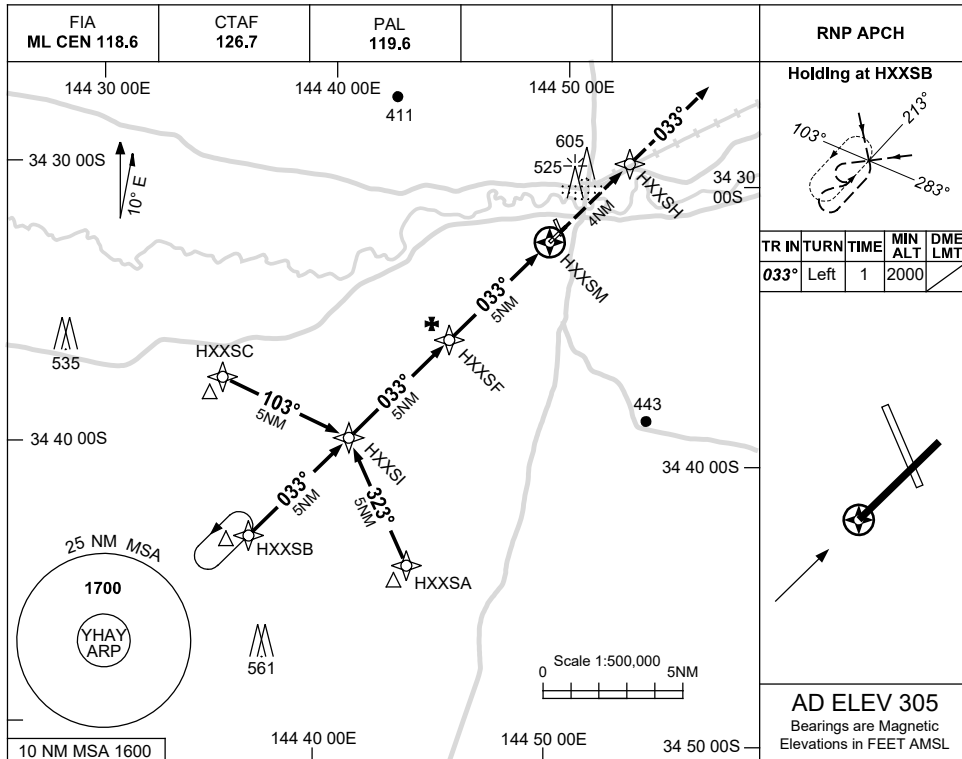 FIA
ML CEN 118.6
CTAF
126.7
PAL
119.6
RNP APCH
144 30 00E
144 40 00E
144 50 00E
411
033°
Holding at HXXSB
213°
103°
283°
34 30 00S
10° E
605
525
HXXSH
34 30
00S
4NM
HXXSM
TR IN
TURN
TIME
MIN
ALT
DME
LMT
033°
Left
1
2000
033°
5NM
535
HXXSC
HXXSF
103°
5NM
033°
5NM
443
34 40 00S
HXXSI
34 40 00S
033°
5NM
323°
5NM
HXXSB
HXXSA
25 NM MSA
1700
YHAY
ARP
561
Scale 1:500,000
0
5NM
AD ELEV 305
Bearings are Magnetic
Elevations in FEET AMSL
10 NM MSA 1600
144 40 00E
144 50 00E
34 50 00S